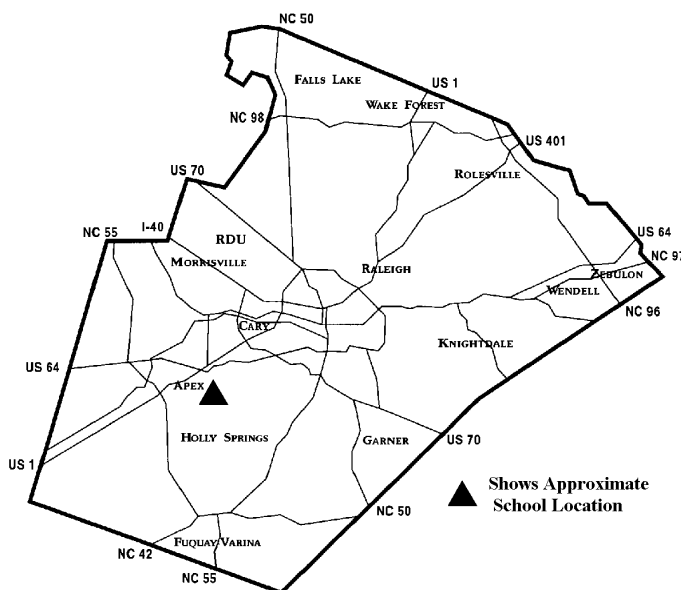 NC 50
FALLS LAKE
US 1
WAKE FOREST
NC 98
US 401
US 70
ROLESVILLE
I-40
NC 55
RDU
US 64
MORRISVILLE
RALEIGH
NC 97
ZEBULON
WENDELL
NC 96
CARY
KNIGHTDALE
US 64
APEX
HOLLY SPRINGS
GARNER
US 70
US 1
Shows Approximate
School Location
NC 50
FUQUAY-VARINA
NC 42
NC 55